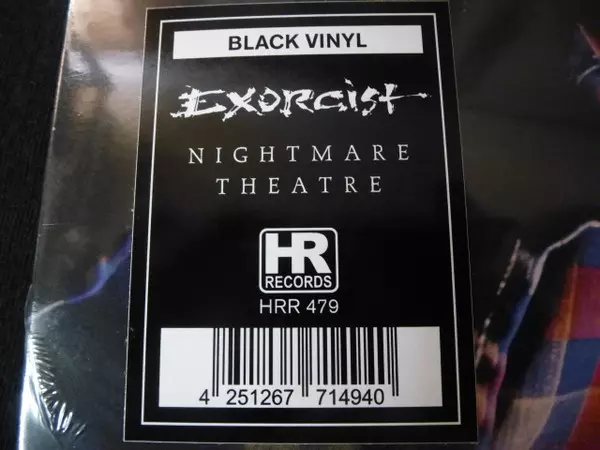 BLACK VINYL
Exorcist
NIGHTMARE
THEATRE
HR
RECORDS
HRR 479
4 251267 714940